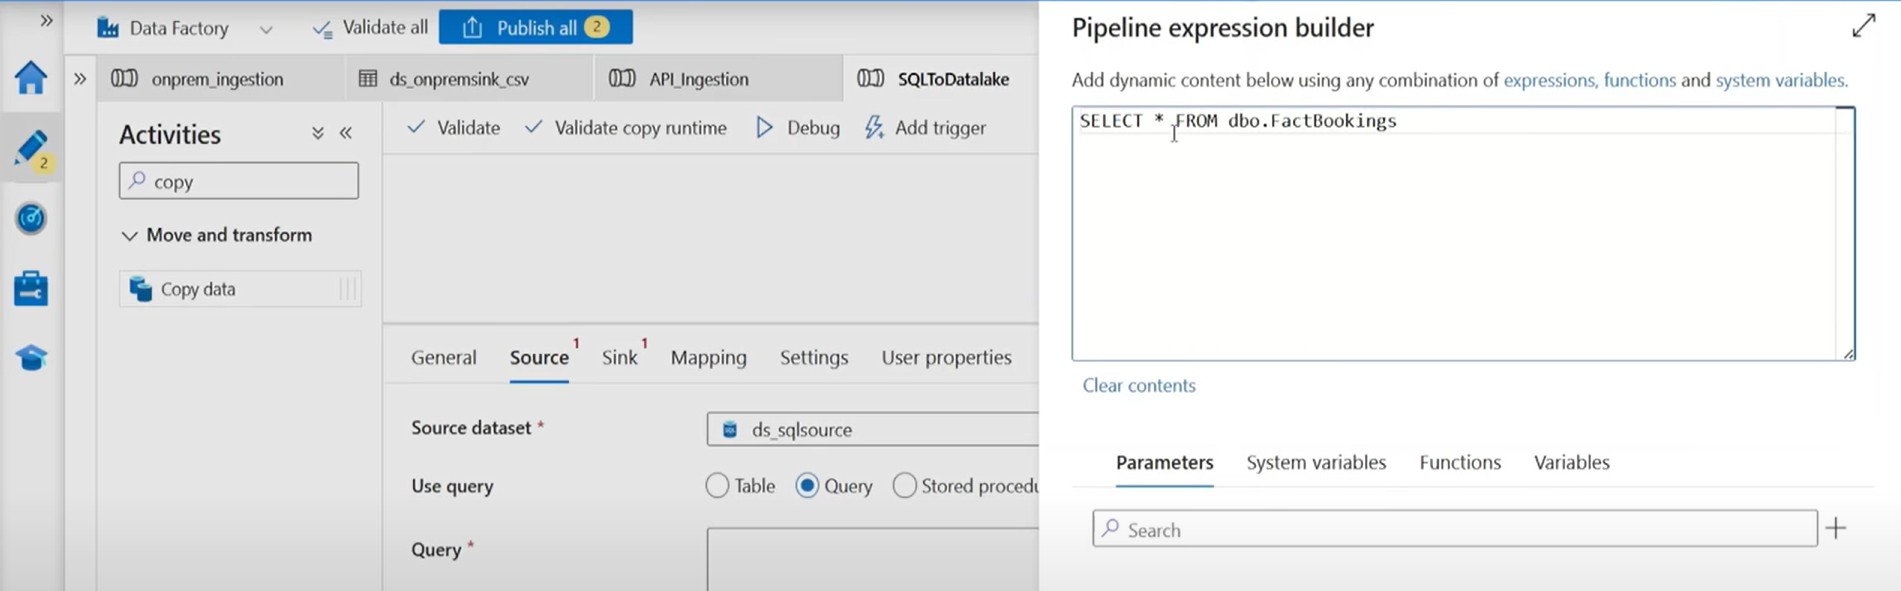 Data Factory
Validate all
Publish all 2
onprem_ingestion
ds_onpremsink_csv
API_Ingestion
SQLToDatalake
2
Activities
copy
Move and transform
Copy data
Validate
Validate copy runtime
Debug
Add trigger
General
Source 1
Sink 1
Mapping
Settings
User properties
Source dataset *
SQL
ds_sqlsource
Use query
Table
Query
Stored procedu
Query *
Pipeline expression builder
Add dynamic content below using any combination of expressions, functions and system variables.
SELECT * FROM dbo.FactBookings
Clear contents
Parameters
System variables
Functions
Variables
Search